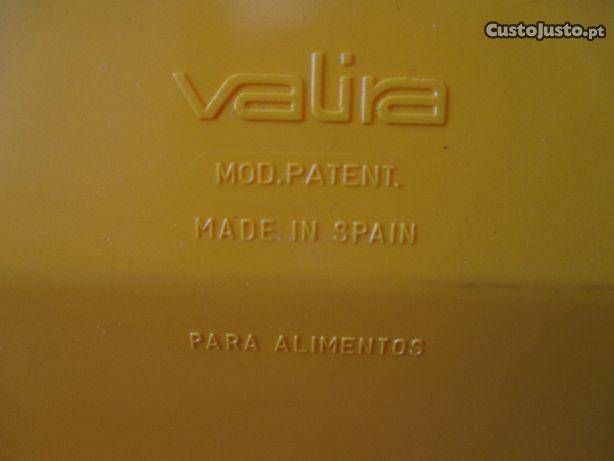 CustoJusto.pt
valira
MOD.PATENT.
MADE IN SPAIN
PARA ALIMENTOS